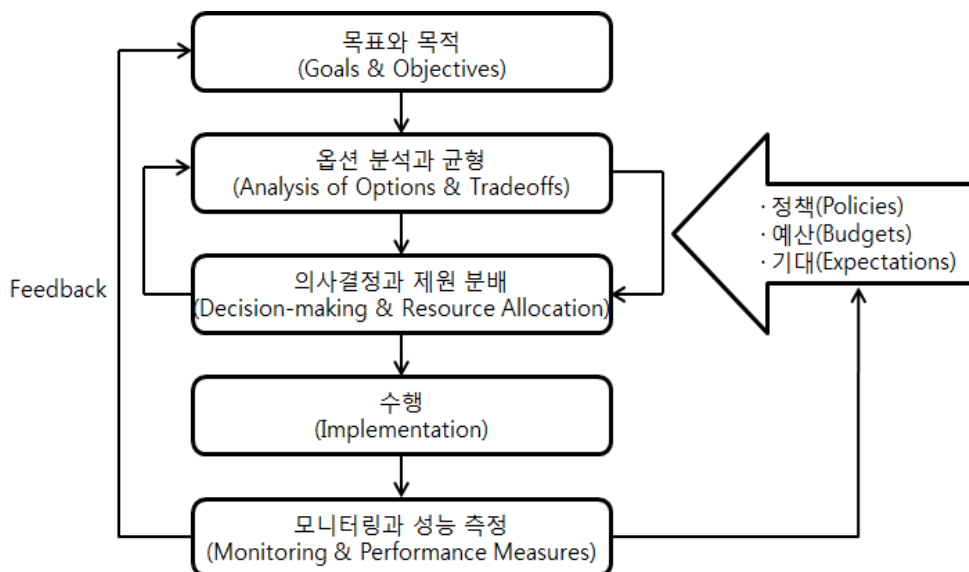 목표와 목적
(Goals & Objectives)
옵션 분석과 균형
(Analysis of Options & Tradeoffs)
· 정책(Policies)
· 예산(Budgets)
· 기대(Expectations)
의사결정과 제원 분배
(Decision-making & Resource Allocation)
Feedback
수행
(Implementation)
모니터링과 성능 측정
(Monitoring & Performance Measures)